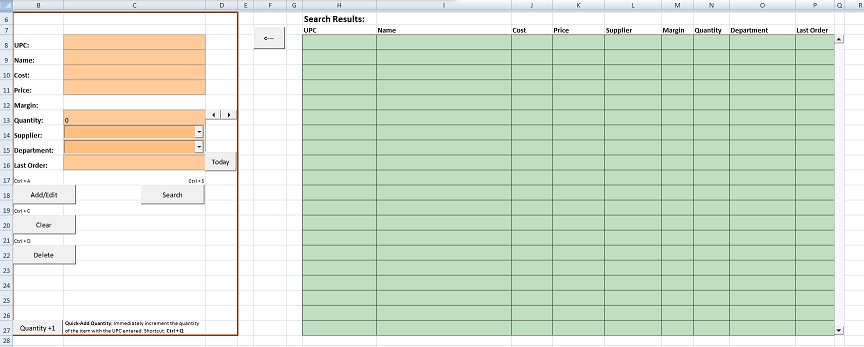 B C D E F G H I J K L M N O P Q R
6 Search Results:
7 UPC Name Cost Price Supplier Margin Quantity Department Last Order
<---
8 UPC:
9 Name:
10 Cost:
11 Price:
12 Margin:
13 Quantity: 0
14 Supplier:
15 Department:
16 Last Order: Today
17 Ctrl + A Ctrl + S
18 Add/Edit Search
19 Ctrl + C
20 Clear
21 Ctrl + D
22 Delete
23
24
25
26
27 Quantity +1 Quick-Add Quantity: Immediately increment the quantity
of the item with the UPC entered. Shortcut: Ctrl + Q
28